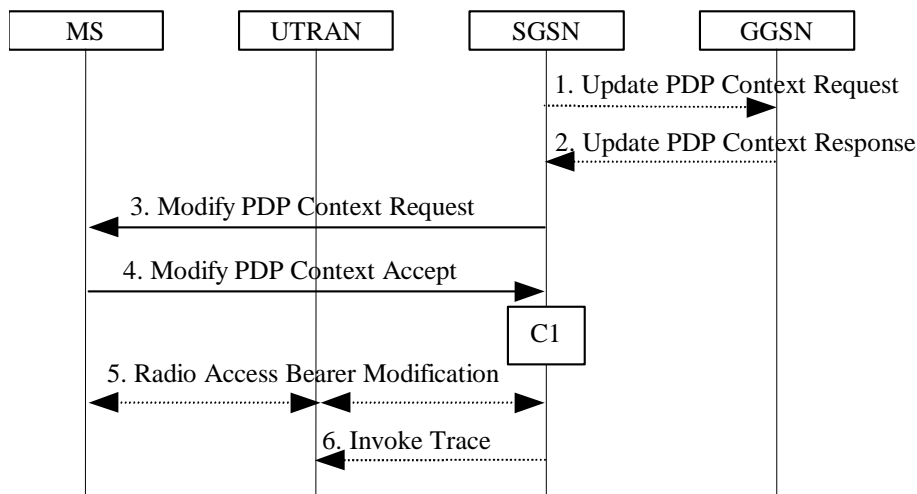 MS UTRAN SGSN GGSN
1. Update PDP Context Request
2. Update PDP Context Response
3. Modify PDP Context Request
4. Modify PDP Context Accept
C1
5. Radio Access Bearer Modification
6. Invoke Trace